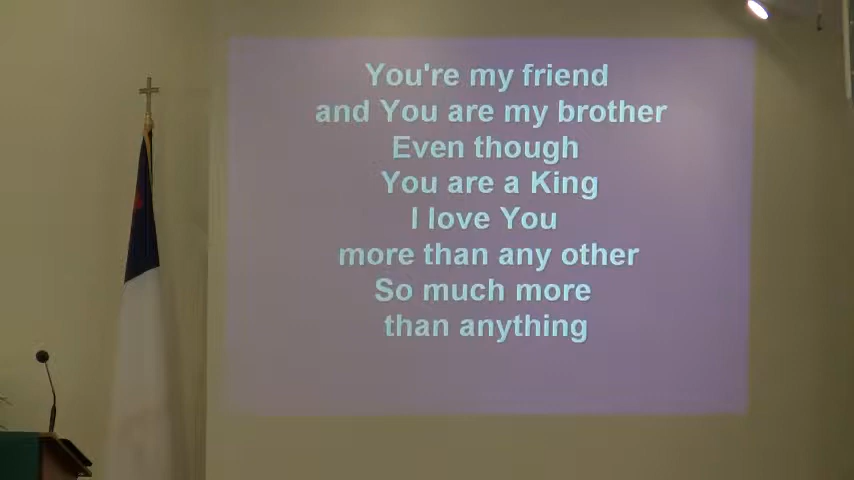 You're my friend
and You are my brother
Even though
You are a King
I love You
more than any other
So much more
than anything